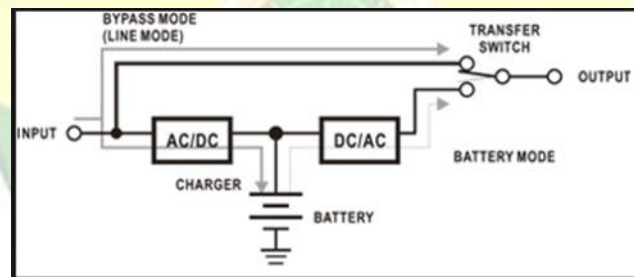 BYPASS MODE
(LINE MODE)
TRANSFER
SWITCH
INPUT
AC/DC
DC/AC
OUTPUT
CHARGER
BATTERY MODE
BATTERY